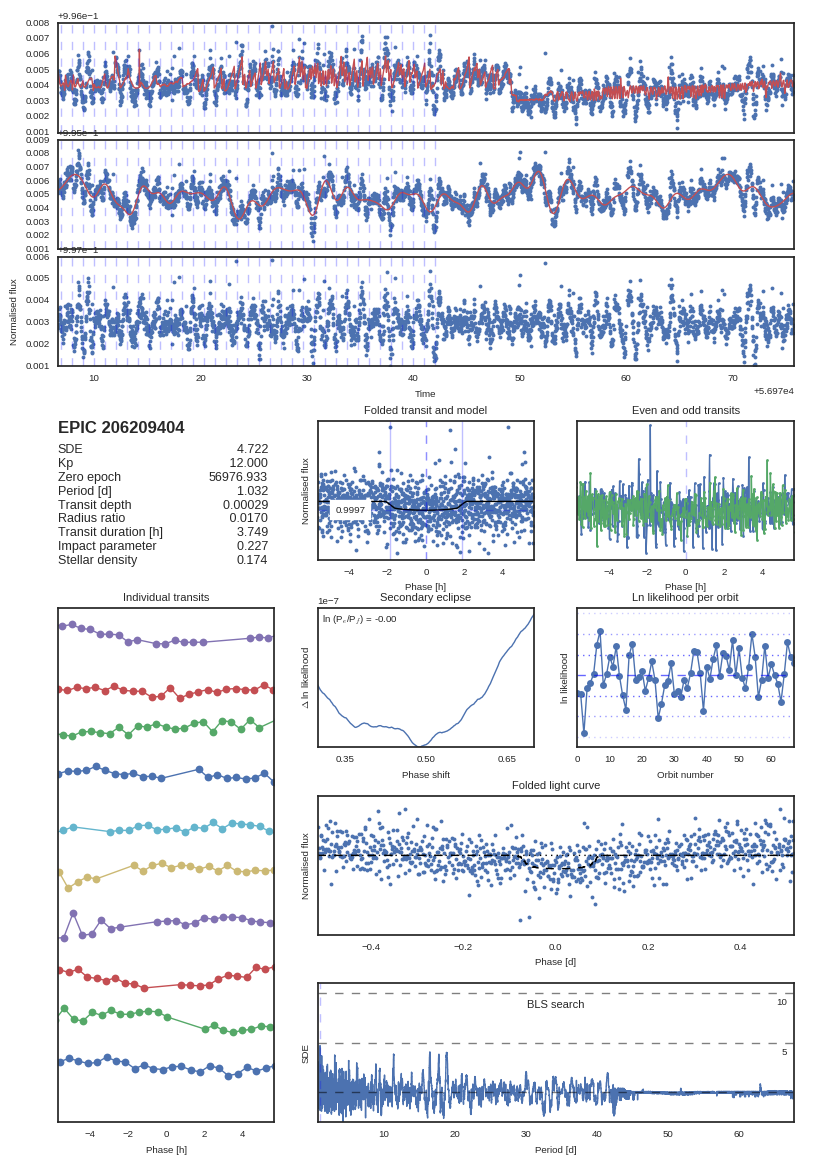 +9.96e−1
0.008
0.007
0.006
0.005
0.004
0.003
0.002
0.001
+9.95e−1
0.009
0.008
0.007
0.006
0.005
0.004
0.003
0.002
0.001
+9.97e−1
0.006
0.005
0.004
0.003
0.002
0.001
Normalised flux
10 20 30 40 50 60 70
Time
+5.697e4
EPIC 206209404
SDE 4.722
Kp 12.000
Zero epoch 56976.933
Period [d] 1.032
Transit depth 0.00029
Radius ratio 0.0170
Transit duration [h] 3.749
Impact parameter 0.227
Stellar density 0.174
Folded transit and model
Normalised flux
0.9997
−4 −2 0 2 4
Phase [h]
Even and odd transits
−4 −2 0 2 4
Phase [h]
Individual transits
−4 −2 0 2 4
Phase [h]
Secondary eclipse
1e−7
ln (Pₑ/P𝒻) = -0.00
Δ ln likelihood
0.35 0.50 0.65
Phase shift
Ln likelihood per orbit
ln likelihood
0 10 20 30 40 50 60
Orbit number
Folded light curve
Normalised flux
−0.4 −0.2 0.0 0.2 0.4
Phase [d]
BLS search
10
5
SDE
10 20 30 40 50 60
Period [d]